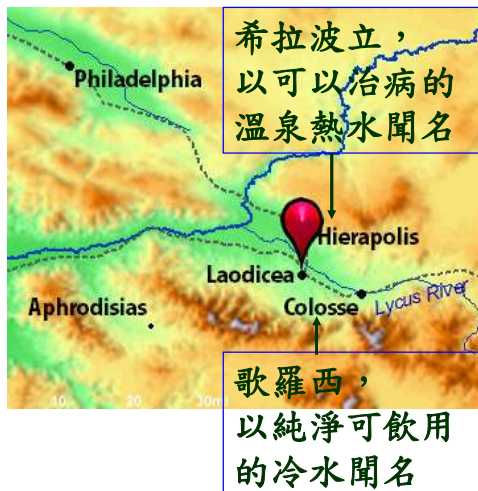 希拉波立，
以可以治病的
溫泉熱水聞名
Philadelphia
Hierapolis
Laodicea
Colosse
Lycus River
Aphrodisias
10 20 30mi
歌羅西，
以純淨可飲用
的冷水聞名